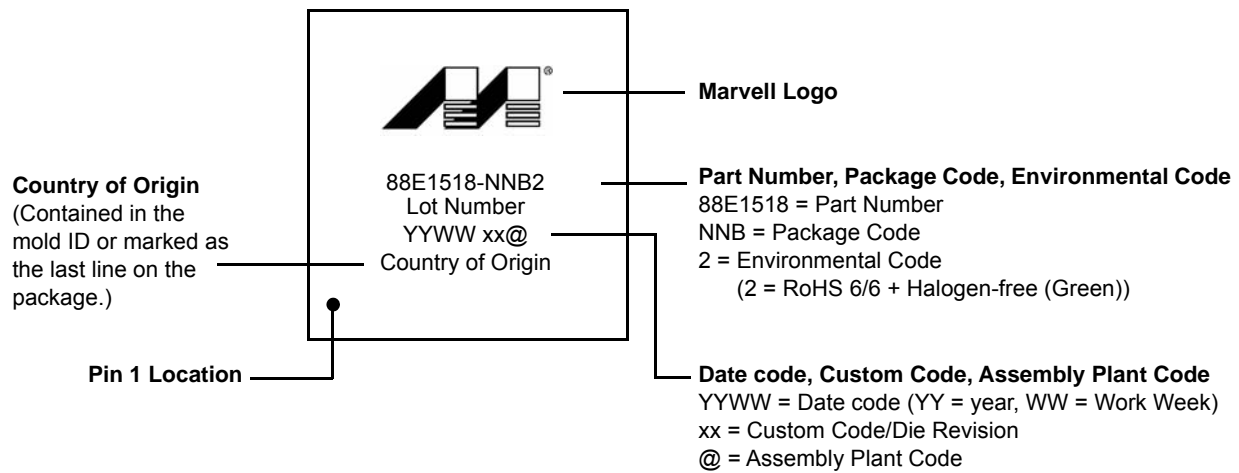 ®
Marvell Logo
88E1518-NNB2
Lot Number
YYWW xx@
Country of Origin
Country of Origin
(Contained in the
mold ID or marked as
the last line on the
package.)
Pin 1 Location
Part Number, Package Code, Environmental Code
88E1518 = Part Number
NNB = Package Code
2 = Environmental Code
(2 = RoHS 6/6 + Halogen-free (Green))
Date code, Custom Code, Assembly Plant Code
YYWW = Date code (YY = year, WW = Work Week)
xx = Custom Code/Die Revision
@ = Assembly Plant Code